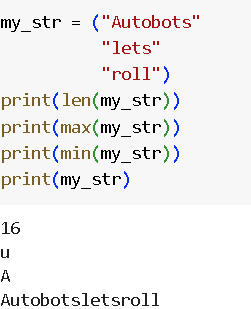 my_str = ("Autobots"
          "lets"
          "roll")
print(len(my_str))
print(max(my_str))
print(min(my_str))
print(my_str)
16
u
A
Autobotsletsroll